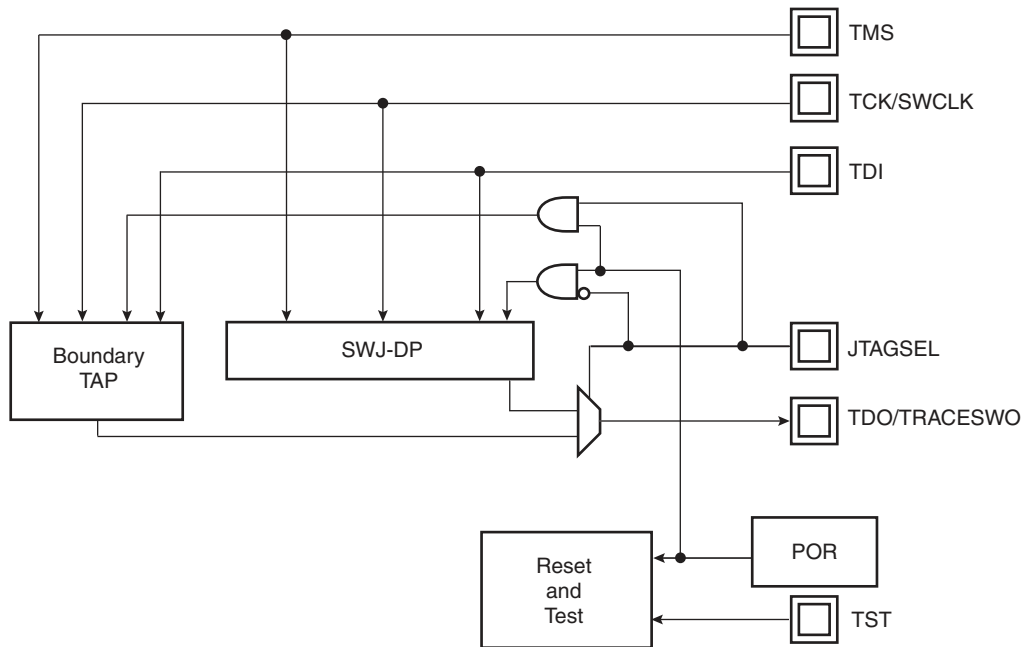 TMS
TCK/SWCLK
TDI
Boundary
TAP
SWJ-DP
JTAGSEL
TDO/TRACESWO
Reset
and
Test
POR
TST